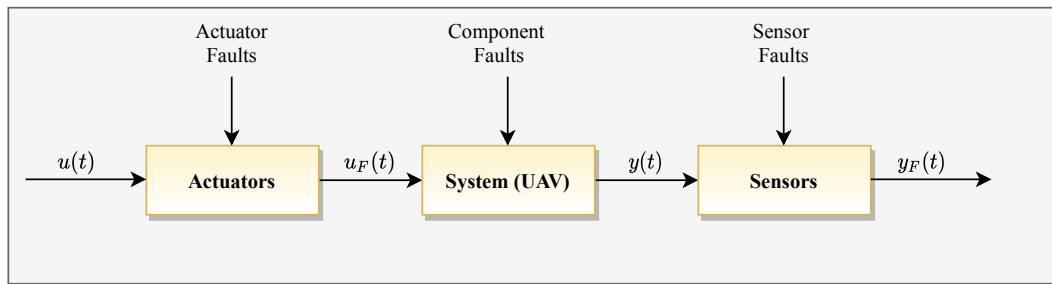 Actuator
Faults
Component
Faults
Sensor
Faults
u(t)
Actuators
u_F(t)
System (UAV)
y(t)
Sensors
y_F(t)